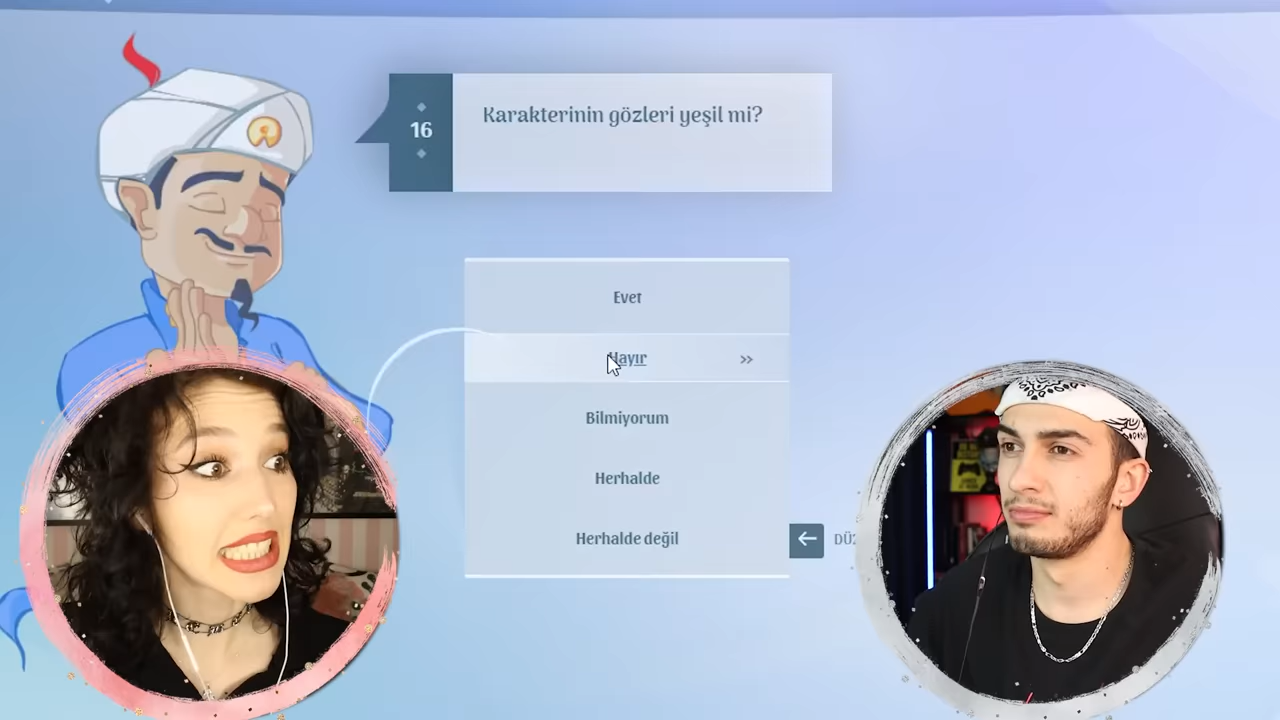 16
Karakterinin gözleri yeşil mi?
Evet
Hayır
Bilmiyorum
Herhalde
Herhalde değil